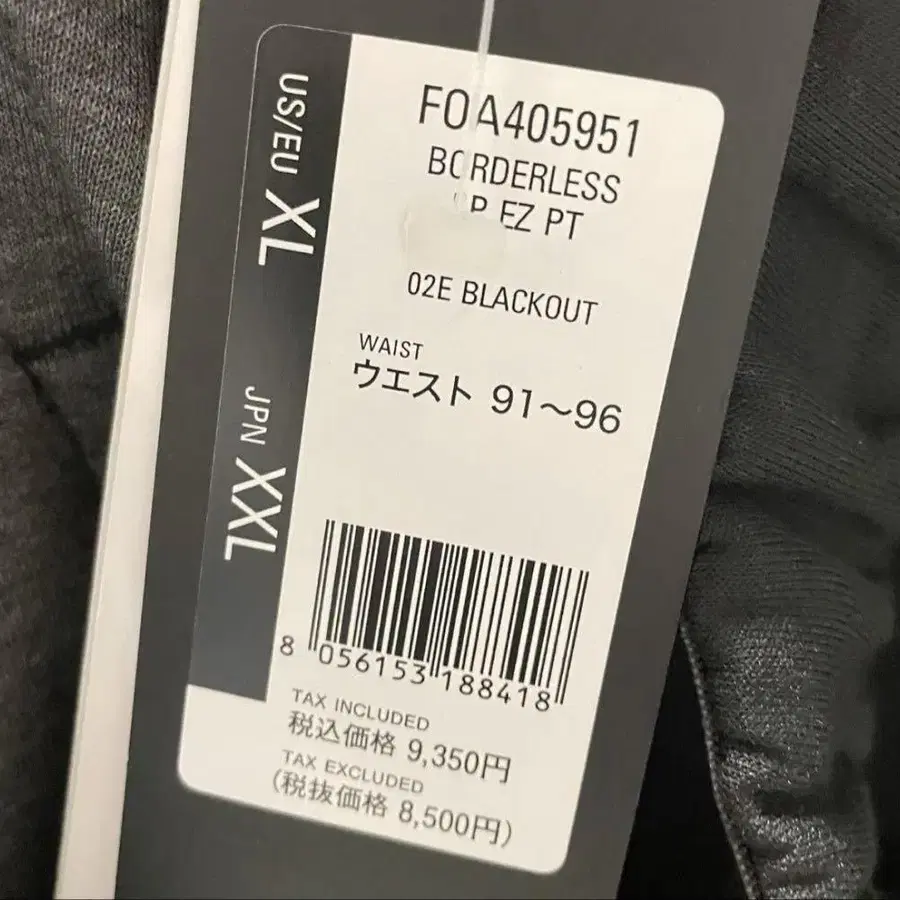 US/EU XL
JPN XXL
FOA405951
BORDERLESS
EZ PT
02E BLACKOUT
WAIST
ウエスト 91〜96
8 056153 188418
TAX INCLUDED
税込価格 9,350円
TAX EXCLUDED
(税抜価格 8,500円)